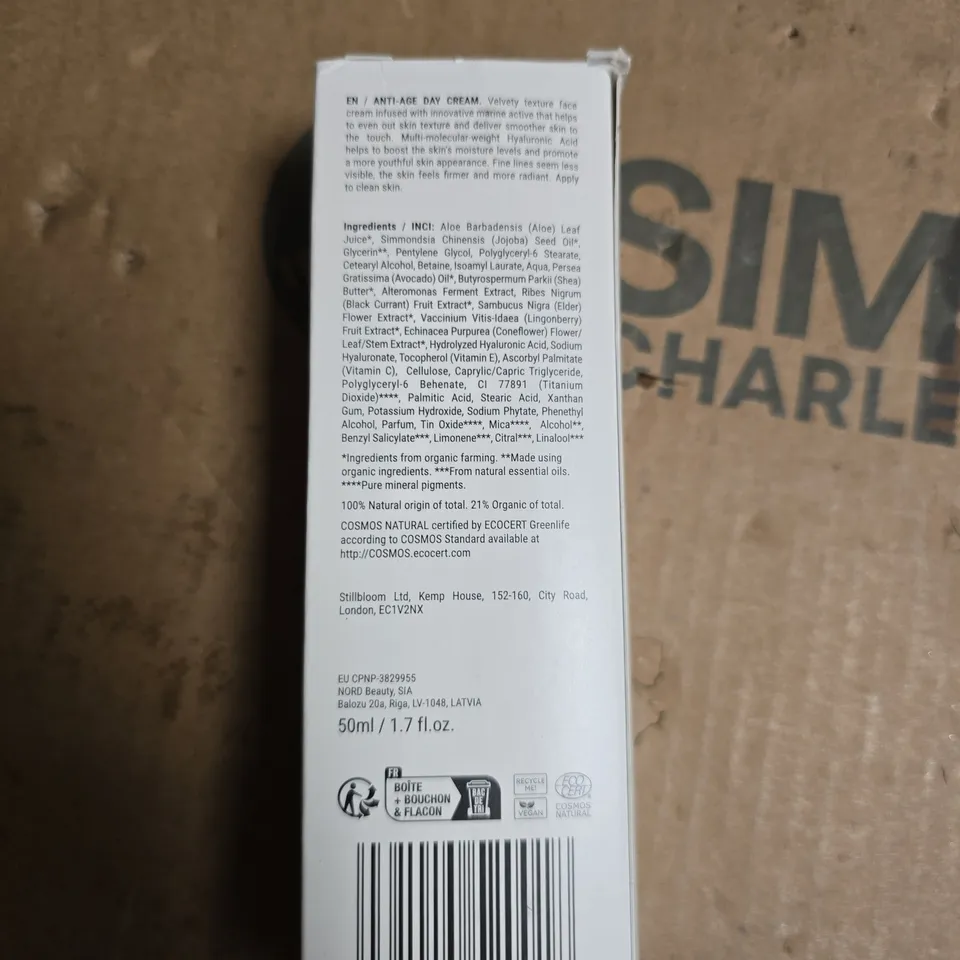 EN / ANTI-AGE DAY CREAM. Velvety texture face
cream infused with innovative marine active that helps
to even out skin texture and deliver smoother skin to
the touch. Multi-molecular-weight Hyaluronic Acid
helps to boost the skin's moisture levels and promote
a more youthful skin appearance. Fine lines seem less
visible, the skin feels firmer and more radiant. Apply
to clean skin.
Ingredients / INCI: Aloe Barbadensis (Aloe) Leaf
Juice*, Simmondsia Chinensis (Jojoba) Seed Oil*,
Glycerin**, Pentylene Glycol, Polyglyceryl-6 Stearate,
Cetearyl Alcohol, Betaine, Isoamyl Laurate, Aqua, Persea
Gratissima (Avocado) Oil*, Butyrospermum Parkii (Shea)
Butter*, Alteromonas Ferment Extract, Ribes Nigrum
(Black Currant) Fruit Extract*, Sambucus Nigra (Elder)
Flower Extract*, Vaccinium Vitis-Idaea (Lingonberry)
Fruit Extract*, Echinacea Purpurea (Coneflower) Flower/
Leaf/Stem Extract*, Hydrolyzed Hyaluronic Acid, Sodium
Hyaluronate, Tocopherol (Vitamin E), Ascorbyl Palmitate
(Vitamin C), Cellulose, Caprylic/Capric Triglyceride,
Polyglyceryl-6 Behenate, CI 77891 (Titanium
Dioxide)****, Palmitic Acid, Stearic Acid, Xanthan
Gum, Potassium Hydroxide, Sodium Phytate, Phenethyl
Alcohol, Parfum, Tin Oxide****, Mica****, Alcohol**,
Benzyl Salicylate***, Limonene***, Citral***, Linalool***
*Ingredients from organic farming. **Made using
organic ingredients. ***From natural essential oils.
****Pure mineral pigments.
100% Natural origin of total. 21% Organic of total.
COSMOS NATURAL certified by ECOCERT Greenlife
according to COSMOS Standard available at
http://COSMOS.ecocert.com
Stillbloom Ltd, Kemp House, 152-160, City Road,
London, EC1V2NX
EU CPNP-3829955
NORD Beauty, SIA
Balozu 20a, Riga, LV-1048, LATVIA
50ml / 1.7 fl.oz.
FR
BOÎTE
+ BOUCHON
& FLACON
BAC
DE
TRI
RECYCLE
ME!
VEGAN
ECO
CERT
COSMOS
NATURAL
SIM
CHARLE